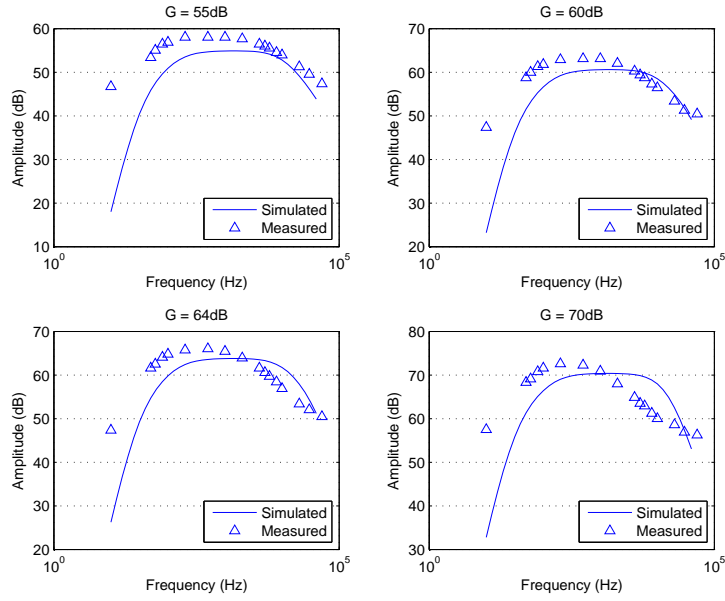 G = 55dB
60
50
40
30
20
10
Amplitude (dB)
Simulated
Measured
10^0
10^5
Frequency (Hz)
G = 60dB
70
60
50
40
30
20
Amplitude (dB)
Simulated
Measured
10^0
10^5
Frequency (Hz)
G = 64dB
70
60
50
40
30
20
Amplitude (dB)
Simulated
Measured
10^0
10^5
Frequency (Hz)
G = 70dB
80
70
60
50
40
30
Amplitude (dB)
Simulated
Measured
10^0
10^5
Frequency (Hz)